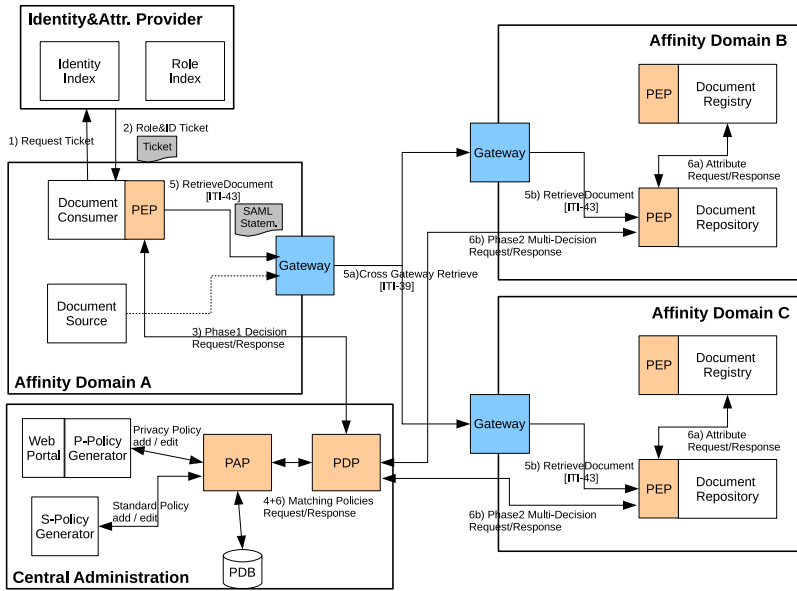 Identity&Attr. Provider
Identity
Index
Role
Index
1) Request Ticket
2) Role&ID Ticket
Ticket
Document
Consumer
PEP
5) RetrieveDocument
[ITI-43]
SAML
Statem.
Gateway
Document
Source
3) Phase1 Decision
Request/Response
Affinity Domain A
5a)Cross Gateway Retrieve
[ITI-39]
Affinity Domain B
PEP
Document
Registry
Gateway
6a) Attribute
Request/Response
5b) RetrieveDocument
[ITI-43]
PEP
Document
Repository
6b) Phase2 Multi-Decision
Request/Response
Affinity Domain C
PEP
Document
Registry
Gateway
6a) Attribute
Request/Response
5b) RetrieveDocument
[ITI-43]
PEP
Document
Repository
6b) Phase2 Multi-Decision
Request/Response
Web
Portal
P-Policy
Generator
Privacy Policy
add / edit
PAP
PDP
4+6) Matching Policies
Request/Response
S-Policy
Generator
Standard Policy
add / edit
PDB
Central Administration